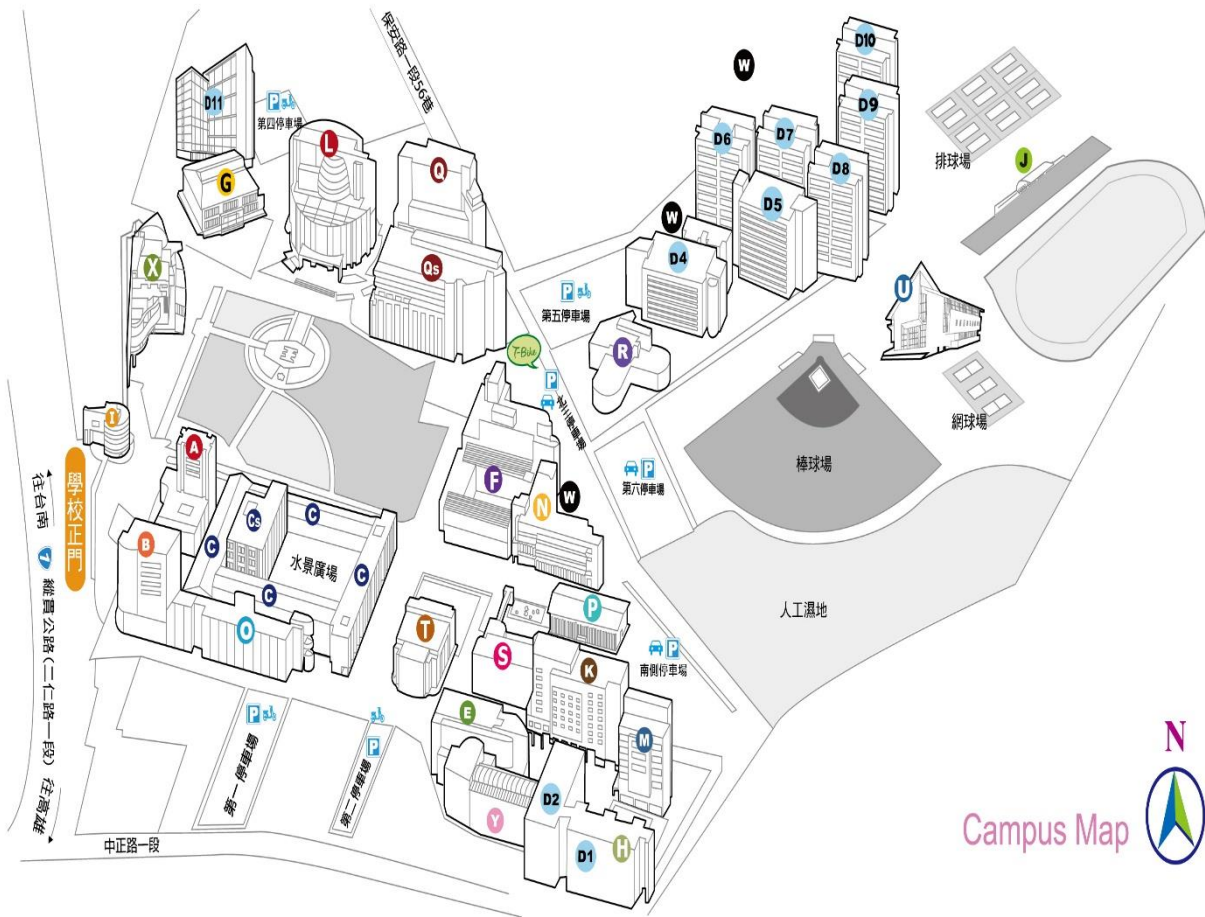 D10
保安路一段56巷
W
D11
P
第四停車場
D9
L
D6
D7
Q
D8
排球場
J
G
D5
W
D4
X
Qs
U
P
第五停車場
R
T-Bike
P
北三停車場
網球場
I
A
棒球場
P
第六停車場
F
N
W
學校正門
往台南
1
縱貫公路(二仁路一段)
往高雄
B
Cs
C
C
C
C
水景廣場
O
P
人工濕地
T
S
K
P
南側停車場
E
M
P
第一停車場
P
第二停車場
D2
Y
D1
H
中正路一段
N
Campus Map